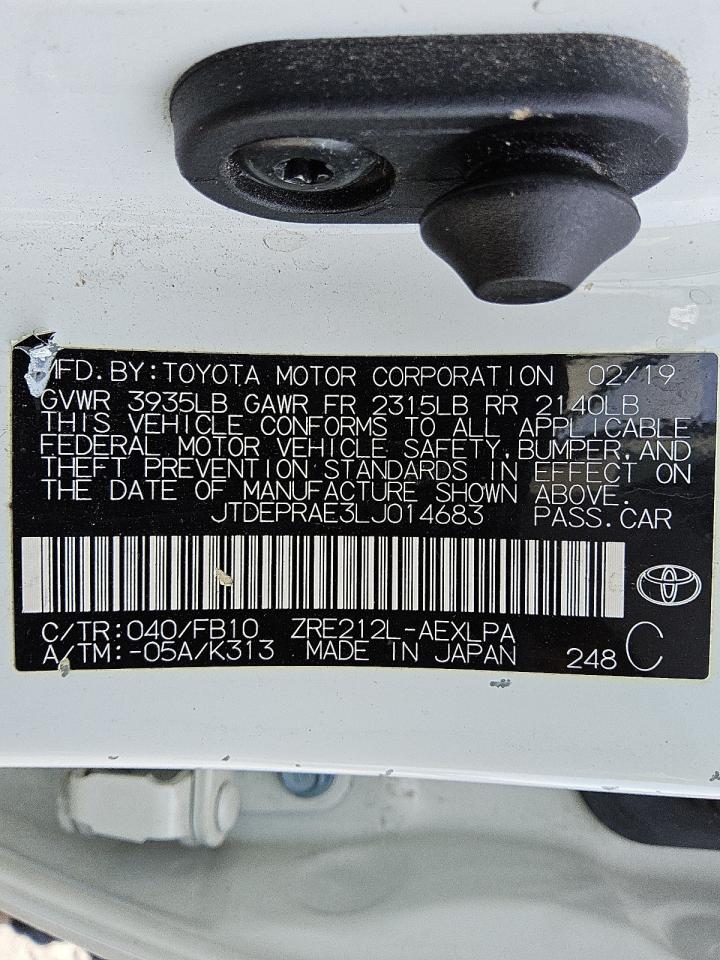 MFD. BY: TOYOTA MOTOR CORPORATION 02/19
GVWR 3935LB GAWR FR 2315LB RR 2140LB
THIS VEHICLE CONFORMS TO ALL APPLICABLE
FEDERAL MOTOR VEHICLE SAFETY, BUMPER, AND
THEFT PREVENTION STANDARDS IN EFFECT ON
THE DATE OF MANUFACTURE SHOWN ABOVE.
JTDEPRAE3LJ014683 PASS. CAR
C/TR: 040/FB10 ZRE212L-AEXLPA
A/TM: -05A/K313 MADE IN JAPAN 248 C